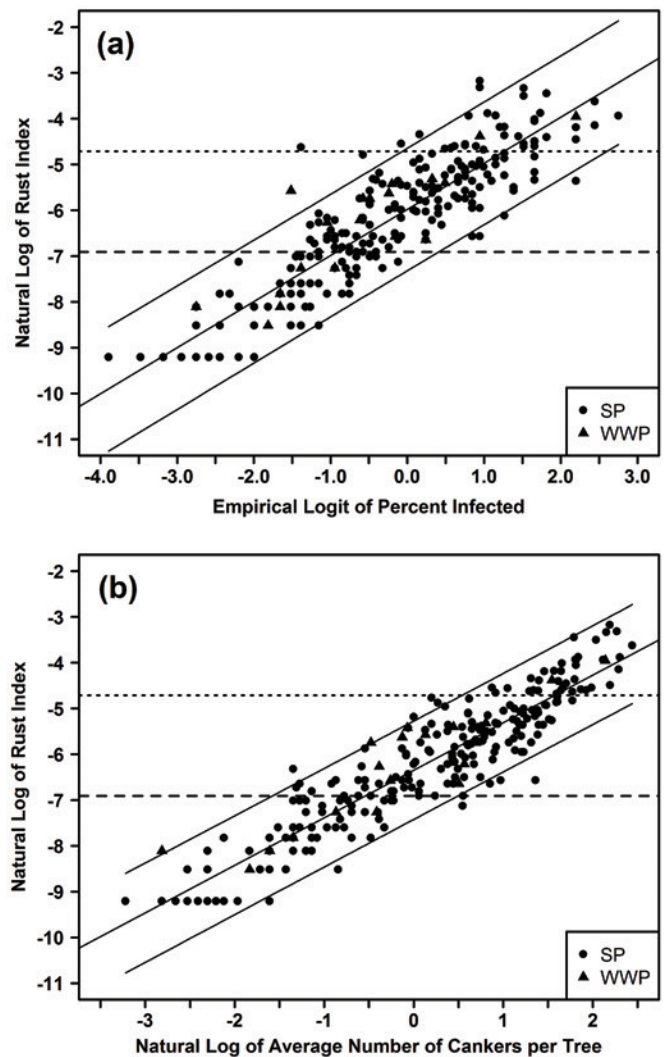 (a)
Natural Log of Rust Index
-2
-3
-4
-5
-6
-7
-8
-9
-10
-11
SP
WWP
-4.0 -3.0 -2.0 -1.0 0.0 1.0 2.0 3.0
Empirical Logit of Percent Infected
(b)
Natural Log of Rust Index
-2
-3
-4
-5
-6
-7
-8
-9
-10
-11
SP
WWP
-3 -2 -1 0 1 2
Natural Log of Average Number of Cankers per Tree